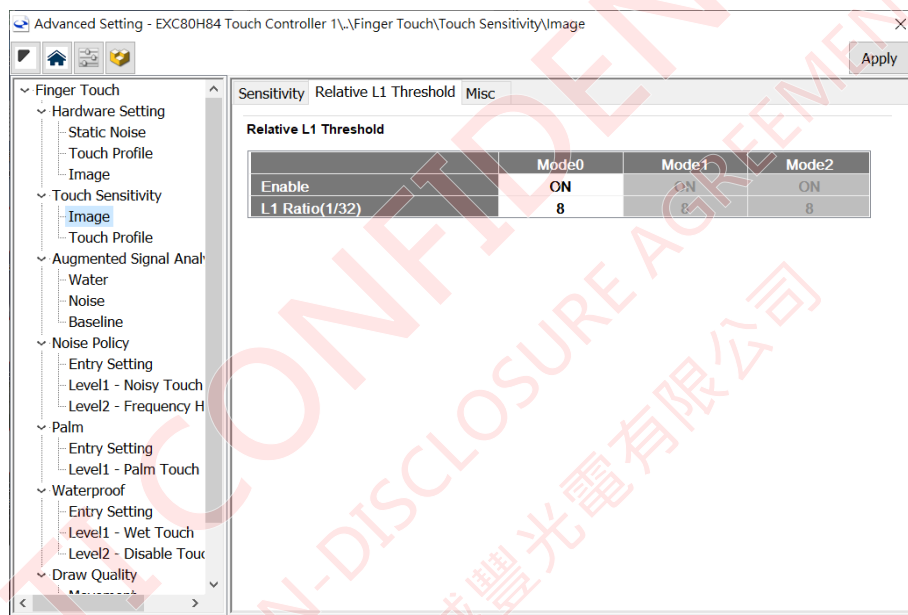 Advanced Setting - EXC80H84 Touch Controller 1\..\Finger Touch\Touch Sensitivity\Image
Apply
Finger Touch
Hardware Setting
Static Noise
Touch Profile
Image
Touch Sensitivity
Image
Touch Profile
Augmented Signal Anal
Water
Noise
Baseline
Noise Policy
Entry Setting
Level1 - Noisy Touch
Level2 - Frequency H
Palm
Entry Setting
Level1 - Palm Touch
Waterproof
Entry Setting
Level1 - Wet Touch
Level2 - Disable Touc
Draw Quality
Sensitivity Relative L1 Threshold Misc
Relative L1 Threshold
Mode0 Mode1 Mode2
Enable ON ON ON
L1 Ratio(1/32) 8 8 8
CONFIDEN
N-DISCLOSURE AGREEMEN
豐光電有限公司